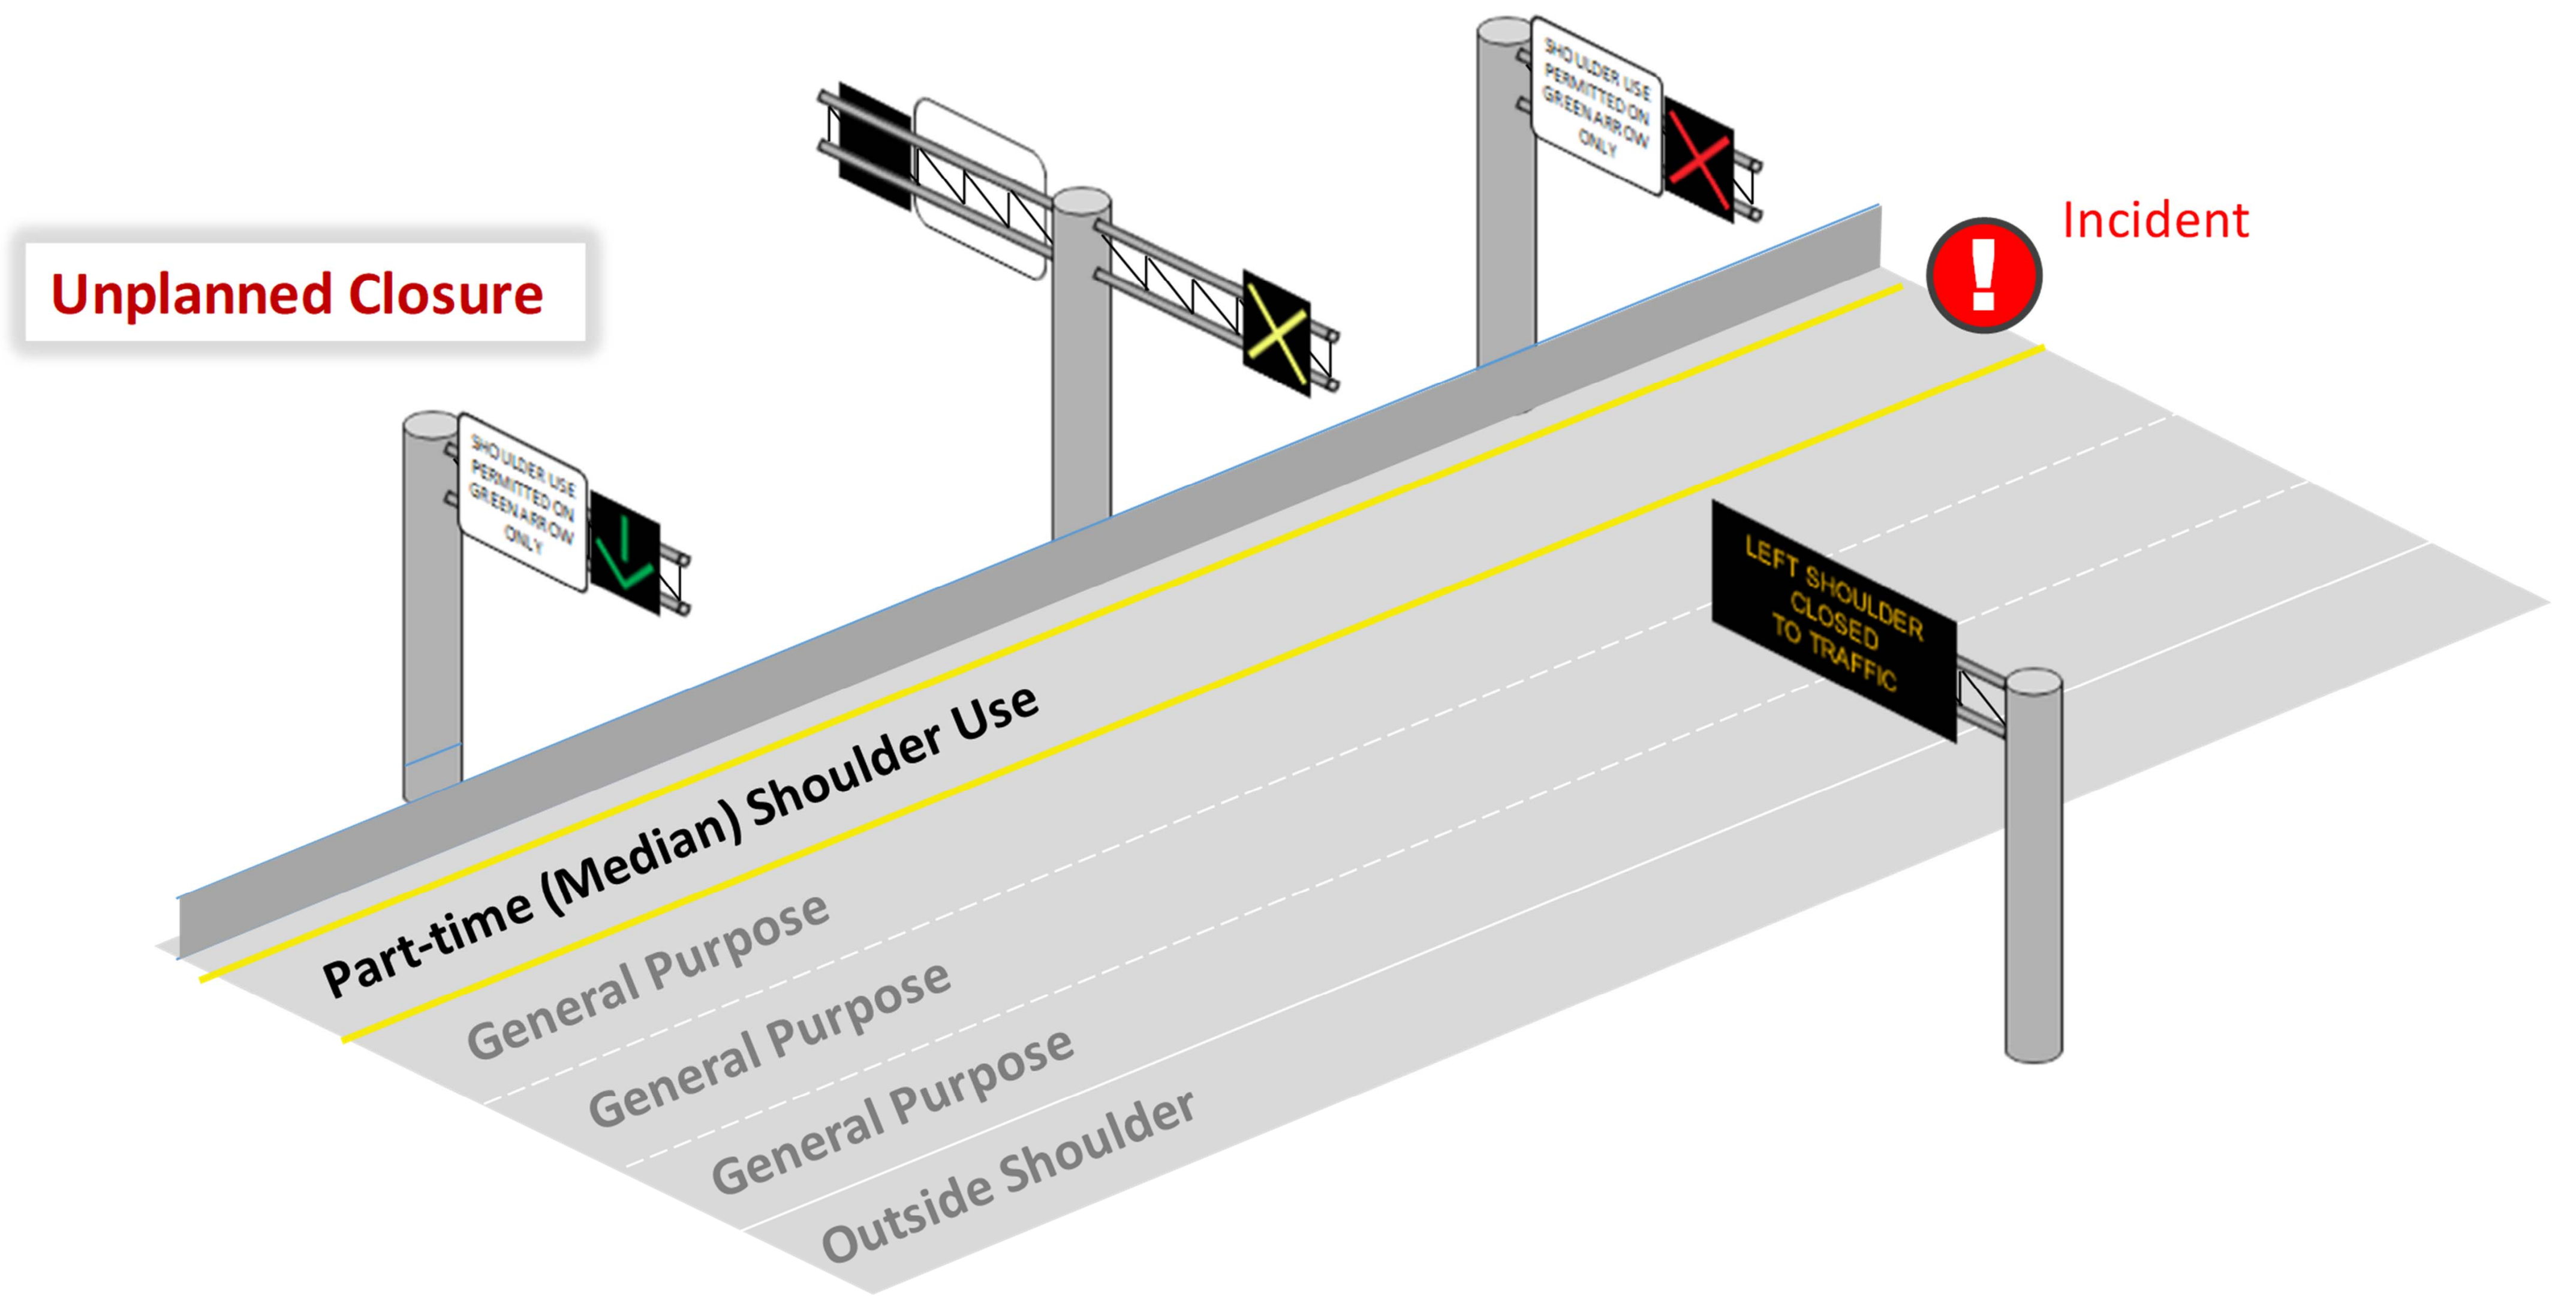 SHOULDER USE
PERMITTED ON
GREEN ARROW
ONLY
Incident
Unplanned Closure
SHOULDER USE
PERMITTED ON
GREEN ARROW
ONLY
LEFT SHOULDER
CLOSED
TO TRAFFIC
Part-time (Median) Shoulder Use
General Purpose
General Purpose
General Purpose
Outside Shoulder